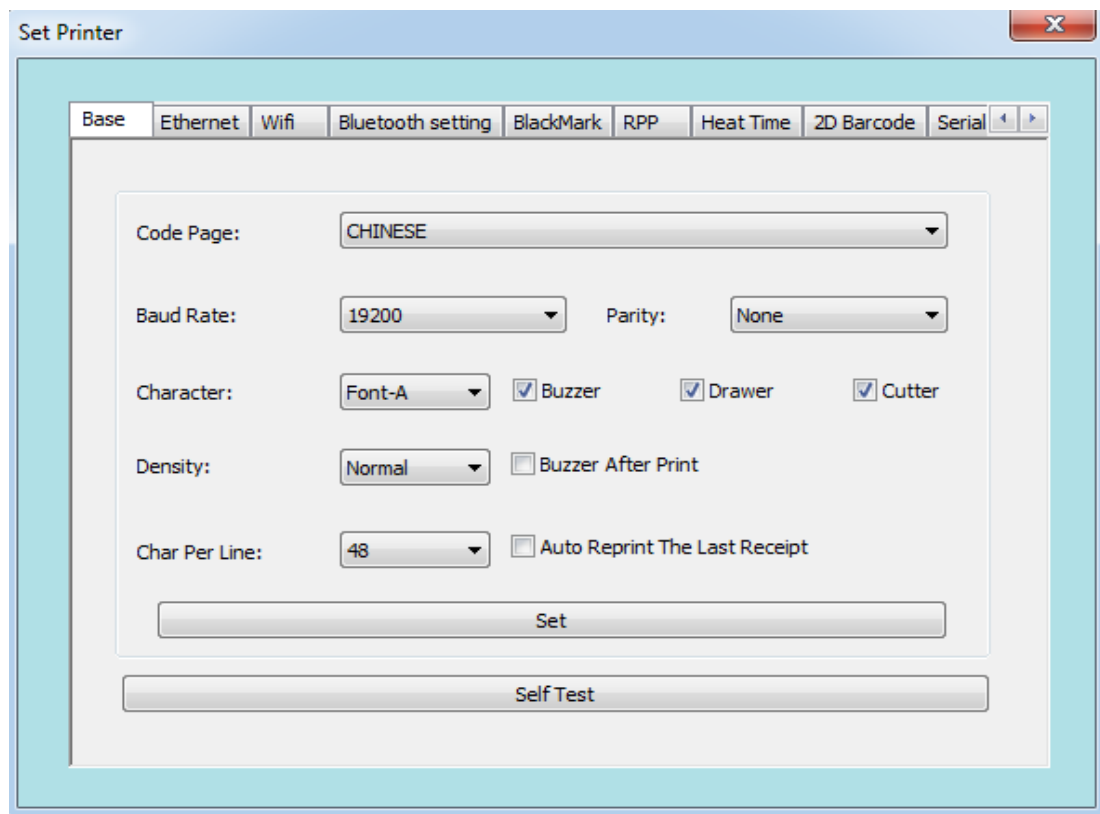 Set Printer
Base Ethernet Wifi Bluetooth setting BlackMark RPP Heat Time 2D Barcode Serial
Code Page: CHINESE
Baud Rate: 19200 Parity: None
Character: Font-A Buzzer Drawer Cutter
Density: Normal Buzzer After Print
Char Per Line: 48 Auto Reprint The Last Receipt
Set
Self Test